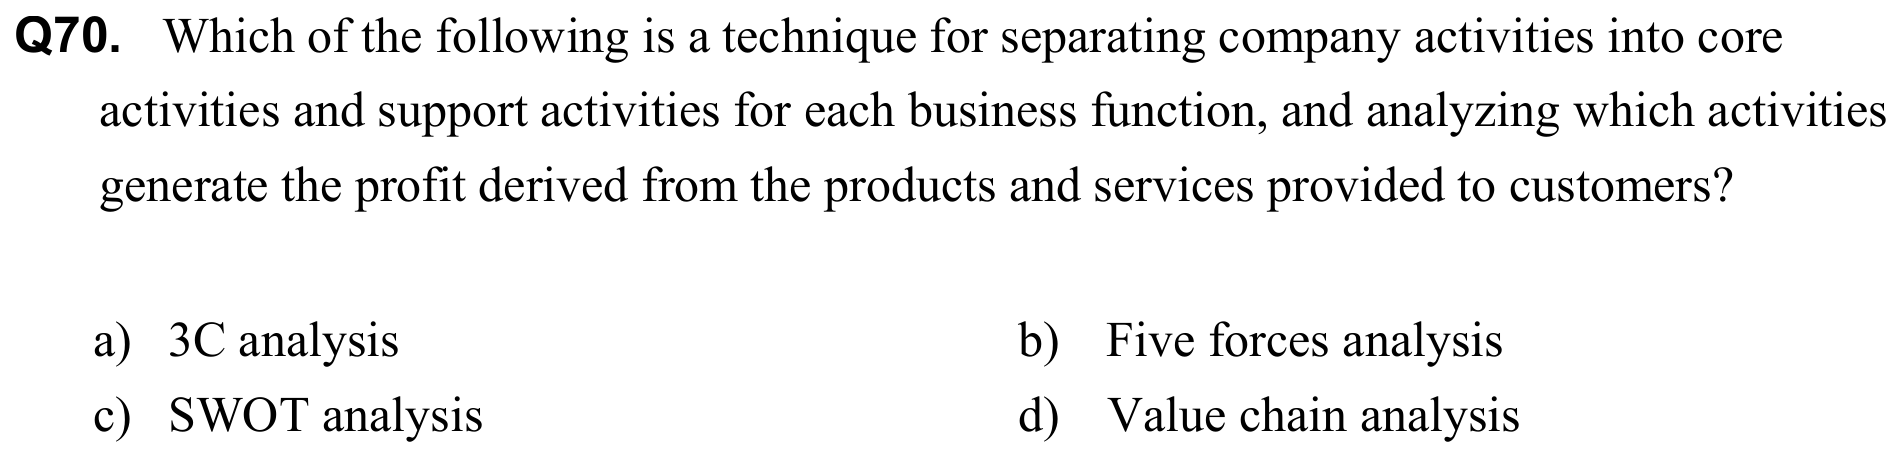 Q70. Which of the following is a technique for separating company activities into core
activities and support activities for each business function, and analyzing which activities
generate the profit derived from the products and services provided to customers?
a) 3C analysis b) Five forces analysis
c) SWOT analysis d) Value chain analysis